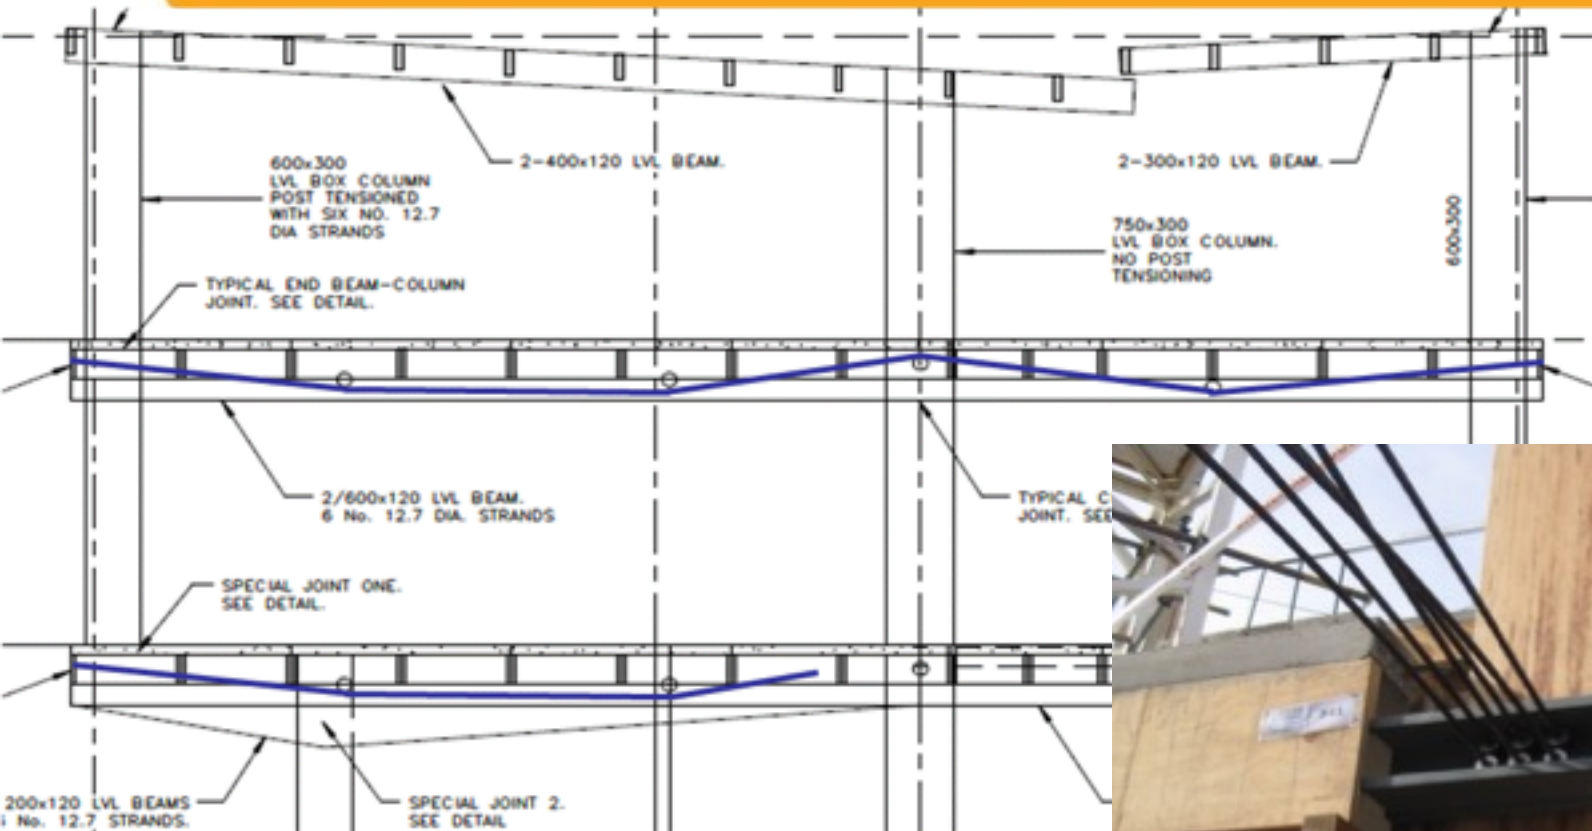 2-400x120 LVL BEAM.
2-300x120 LVL BEAM.
600x300
LVL BOX COLUMN
POST TENSIONED
WITH SIX NO. 12.7
DIA STRANDS
750x300
LVL BOX COLUMN.
NO POST
TENSIONING
600x300
TYPICAL END BEAM-COLUMN
JOINT. SEE DETAIL.
2/600x120 LVL BEAM.
6 No. 12.7 DIA. STRANDS
TYPICAL C
JOINT. SEE
SPECIAL JOINT ONE.
SEE DETAIL.
200x120 LVL BEAMS
No. 12.7 STRANDS.
SPECIAL JOINT 2.
SEE DETAIL